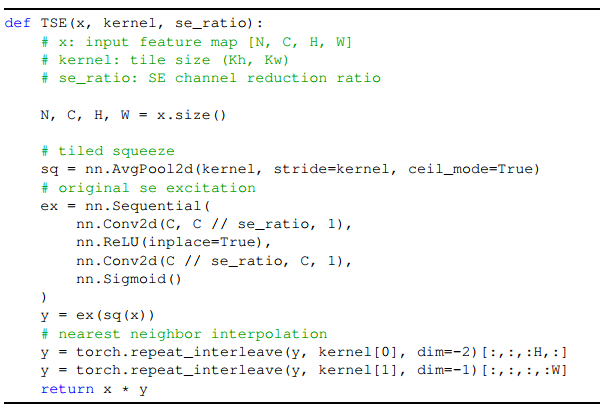 def TSE(x, kernel, se_ratio):
    # x: input feature map [N, C, H, W]
    # kernel: tile size (Kh, Kw)
    # se_ratio: SE channel reduction ratio

    N, C, H, W = x.size()

    # tiled squeeze
    sq = nn.AvgPool2d(kernel, stride=kernel, ceil_mode=True)
    # original se excitation
    ex = nn.Sequential(
        nn.Conv2d(C, C // se_ratio, 1),
        nn.ReLU(inplace=True),
        nn.Conv2d(C // se_ratio, C, 1),
        nn.Sigmoid()
    )
    y = ex(sq(x))
    # nearest neighbor interpolation
    y = torch.repeat_interleave(y, kernel[0], dim=-2)[:,:,:H,:]
    y = torch.repeat_interleave(y, kernel[1], dim=-1)[:,:,:,:W]
    return x * y